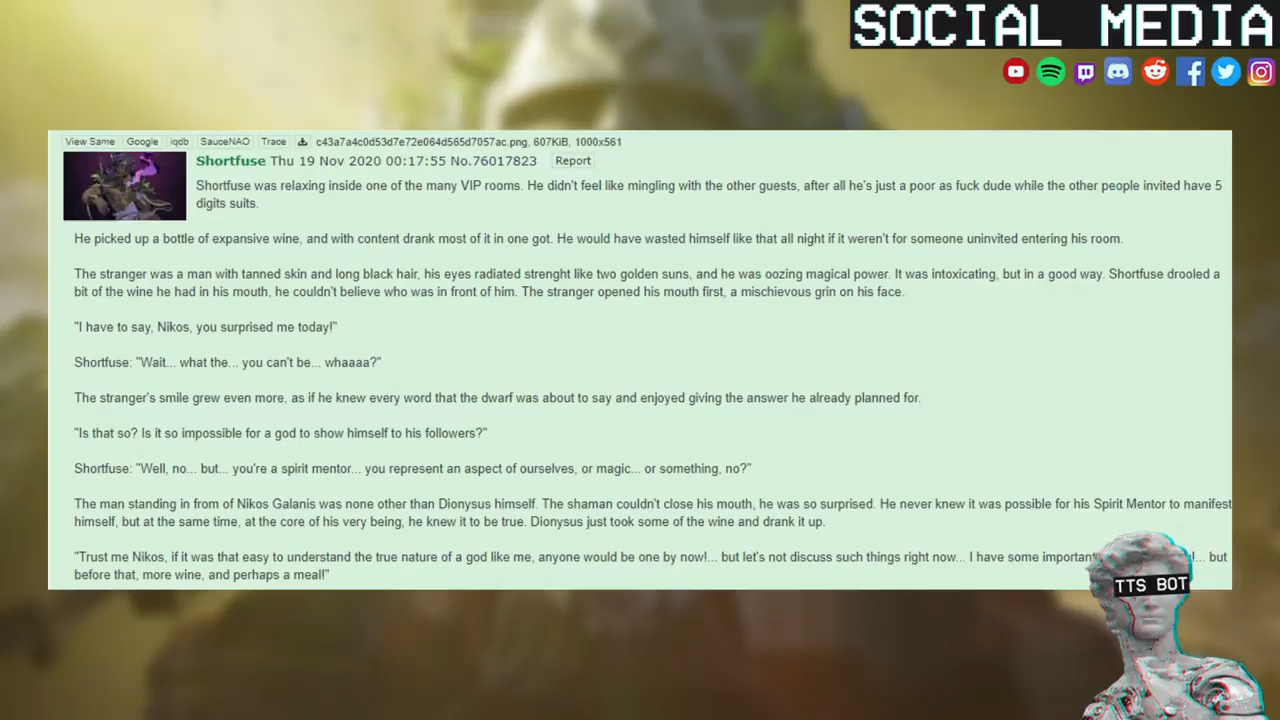 SOCIAL MEDIA
View Same Google iqdb SauceNAO Trace c43a7a4c0d53d7e72e064d565d7057ac.png, 607KiB, 1000x561
Shortfuse Thu 19 Nov 2020 00:17:55 No.76017823 Report
Shortfuse was relaxing inside one of the many VIP rooms. He didn't feel like mingling with the other guests, after all he's just a poor as fuck dude while the other people invited have 5
digits suits.
He picked up a bottle of expansive wine, and with content drank most of it in one got. He would have wasted himself like that all night if it weren't for someone uninvited entering his room.
The stranger was a man with tanned skin and long black hair, his eyes radiated strenght like two golden suns, and he was oozing magical power. It was intoxicating, but in a good way. Shortfuse drooled a
bit of the wine he had in his mouth, he couldn't believe who was in front of him. The stranger opened his mouth first, a mischievous grin on his face.
"I have to say, Nikos, you surprised me today!"
Shortfuse: "Wait... what the... you can't be... whaaaa?"
The stranger's smile grew even more, as if he knew every word that the dwarf was about to say and enjoyed giving the answer he already planned for.
"Is that so? Is it so impossible for a god to show himself to his followers?"
Shortfuse: "Well, no... but... you're a spirit mentor... you represent an aspect of ourselves, or magic... or something, no?"
The man standing in from of Nikos Galanis was none other than Dionysus himself. The shaman couldn't close his mouth, he was so surprised. He never knew it was possible for his Spirit Mentor to manifest
himself, but at the same time, at the core of his very being, he knew it to be true. Dionysus just took some of the wine and drank it up.
"Trust me Nikos, if it was that easy to understand the true nature of a god like me, anyone would be one by now!... but let's not discuss such things right now... I have some important but
before that, more wine, and perhaps a meal!"
TTS BOT